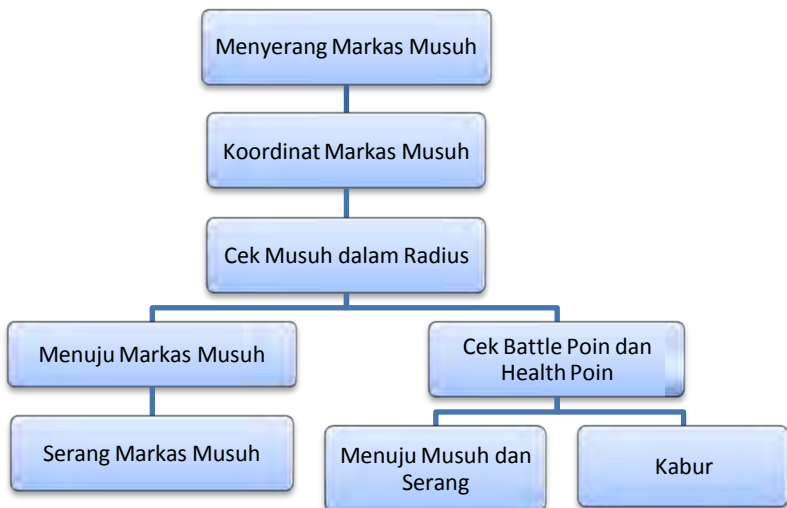 Menyerang Markas Musuh
Koordinat Markas Musuh
Cek Musuh dalam Radius
Menuju Markas Musuh
Cek Battle Poin dan
Health Poin
Serang Markas Musuh
Menuju Musuh dan
Serang
Kabur